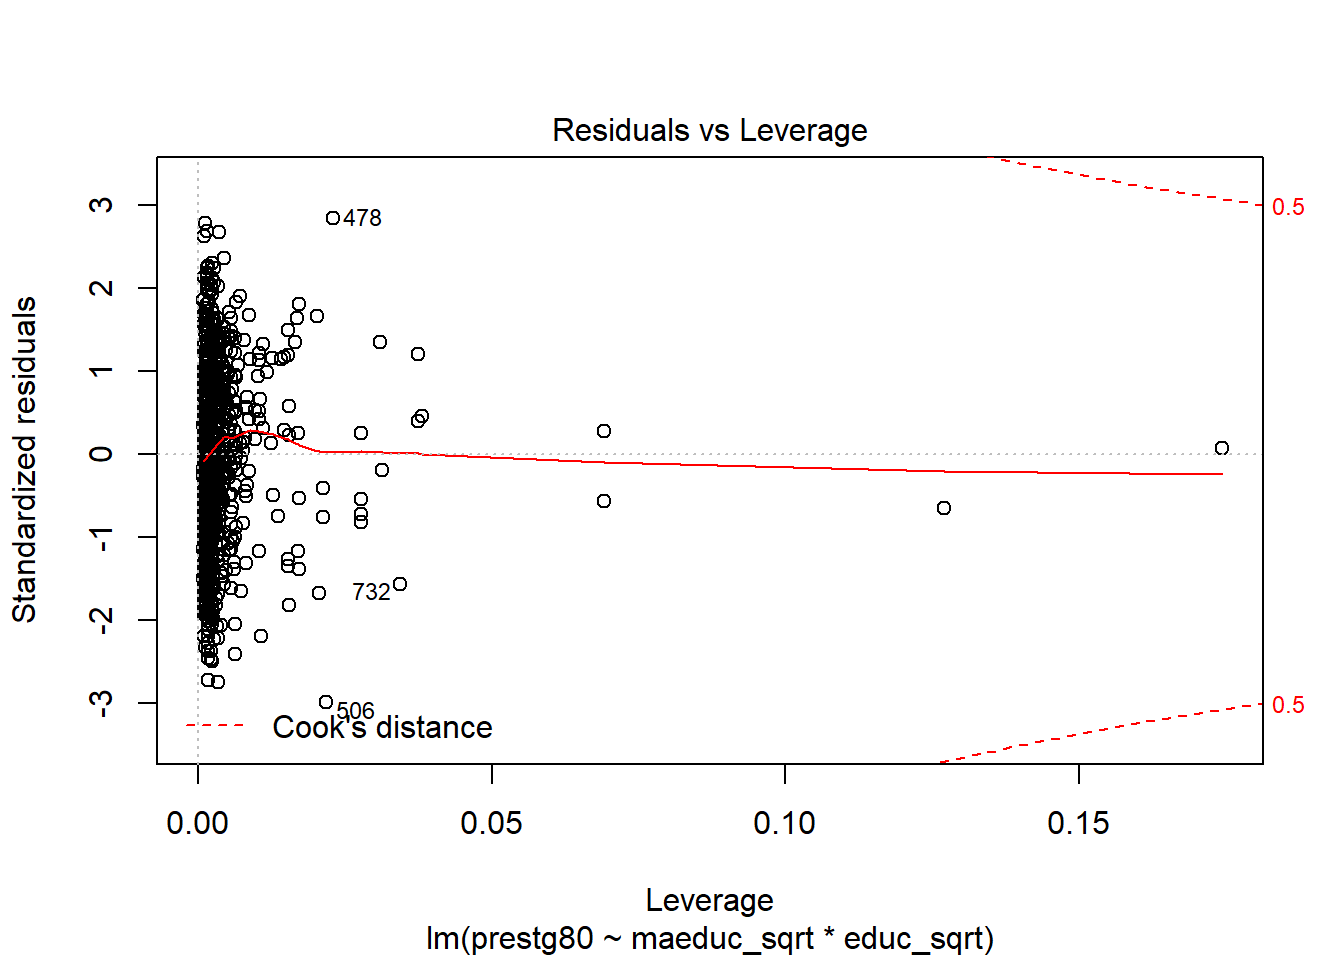 Residuals vs Leverage
Standardized residuals
3
2
1
0
-1
-2
-3
478
732
506
0.5
0.5
Cook's distance
0.00 0.05 0.10 0.15
Leverage
lm(prestg80 ~ maeduc_sqrt * educ_sqrt)